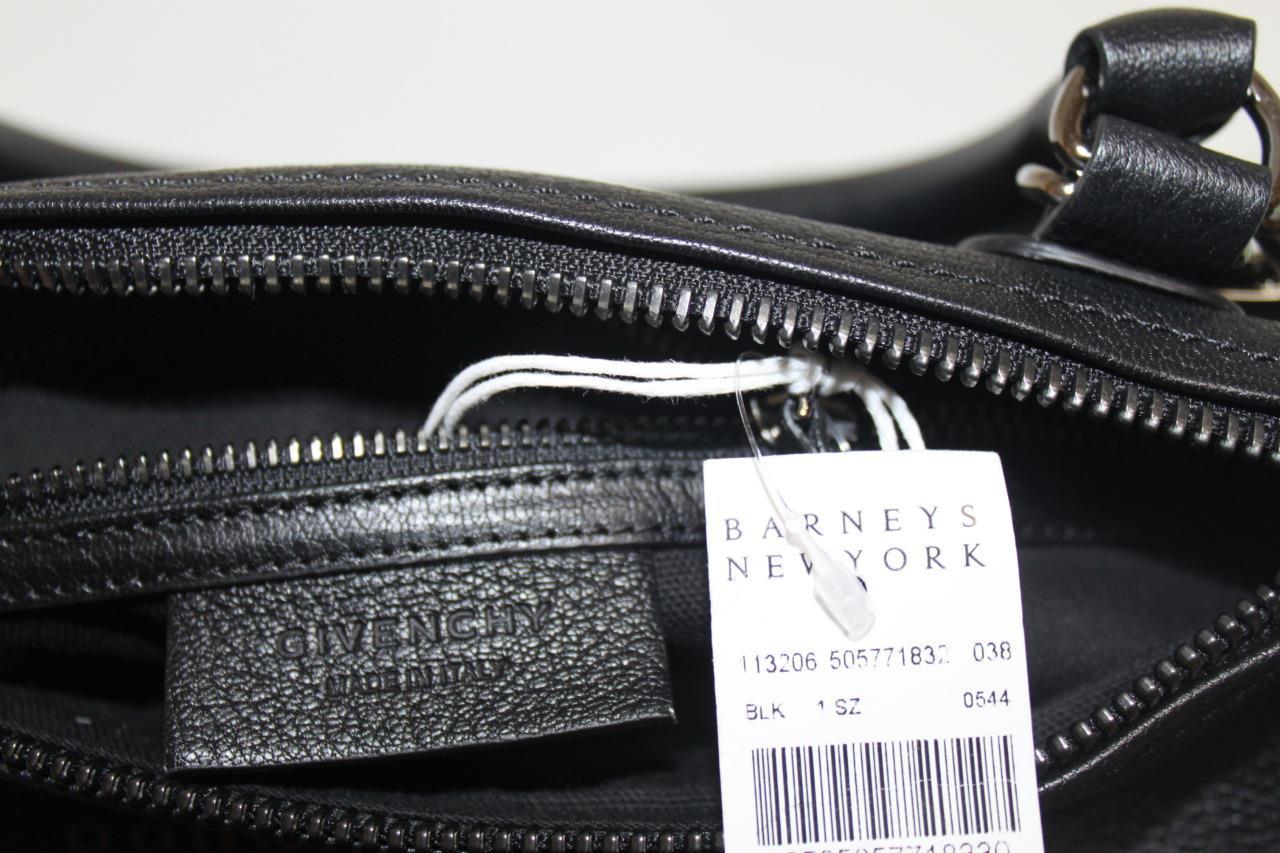 GIVENCHY
MADE IN ITALY
BARNEYS
NEW YORK
113206 505771832 038
BLK 1 SZ 0544